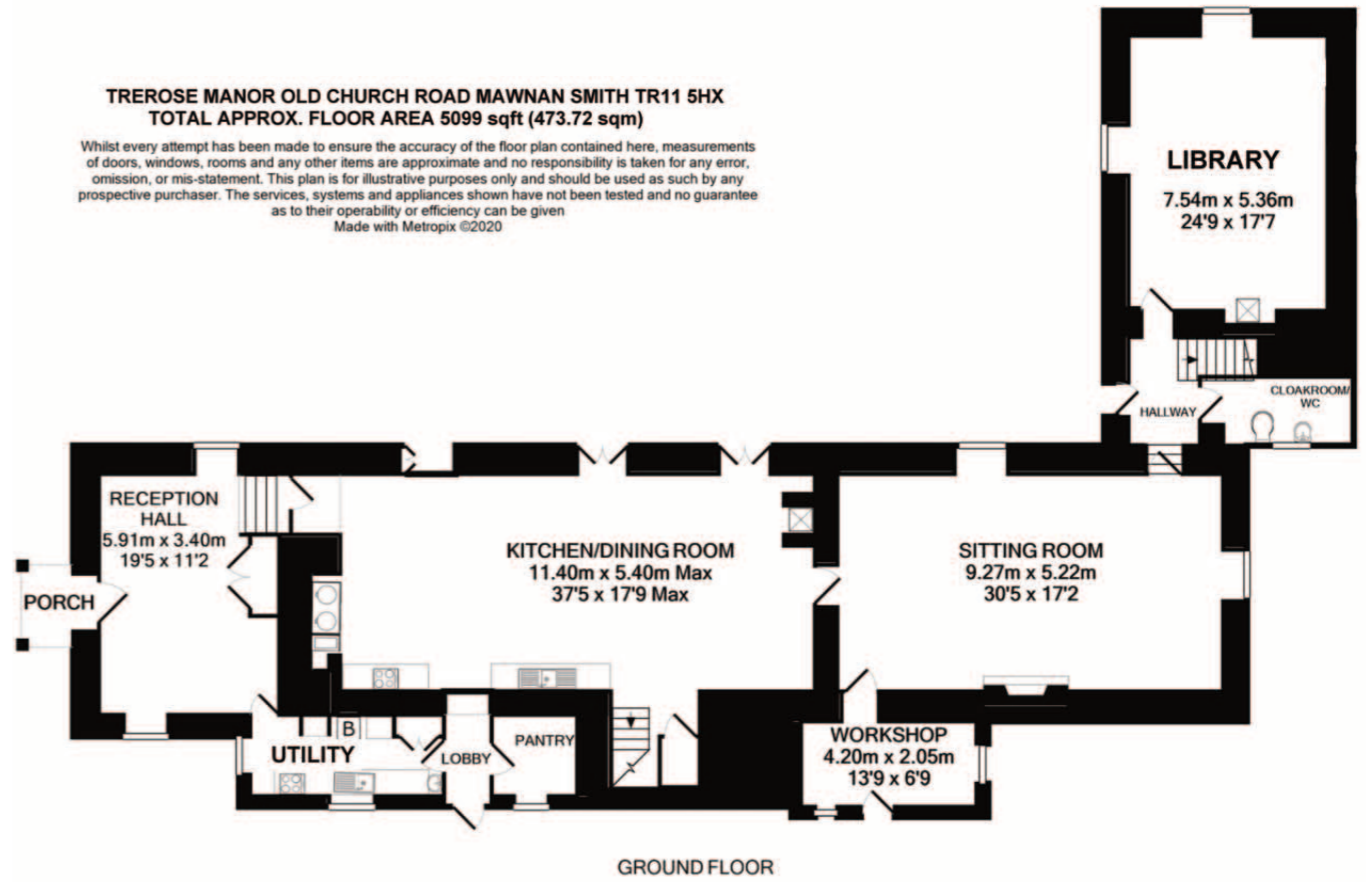 TREROSE MANOR OLD CHURCH ROAD MAWNAN SMITH TR11 5HX
TOTAL APPROX. FLOOR AREA 5099 sqft (473.72 sqm)
Whilst every attempt has been made to ensure the accuracy of the floor plan contained here, measurements
of doors, windows, rooms and any other items are approximate and no responsibility is taken for any error,
omission, or mis-statement. This plan is for illustrative purposes only and should be used as such by any
prospective purchaser. The services, systems and appliances shown have not been tested and no guarantee
as to their operability or efficiency can be given
Made with Metropix ©2020
LIBRARY
7.54m x 5.36m
24'9 x 17'7
CLOAKROOM/
WC
HALLWAY
RECEPTION
HALL
5.91m x 3.40m
19'5 x 11'2
PORCH
KITCHEN/DINING ROOM
11.40m x 5.40m Max
37'5 x 17'9 Max
SITTING ROOM
9.27m x 5.22m
30'5 x 17'2
B
UTILITY
LOBBY
PANTRY
WORKSHOP
4.20m x 2.05m
13'9 x 6'9
GROUND FLOOR